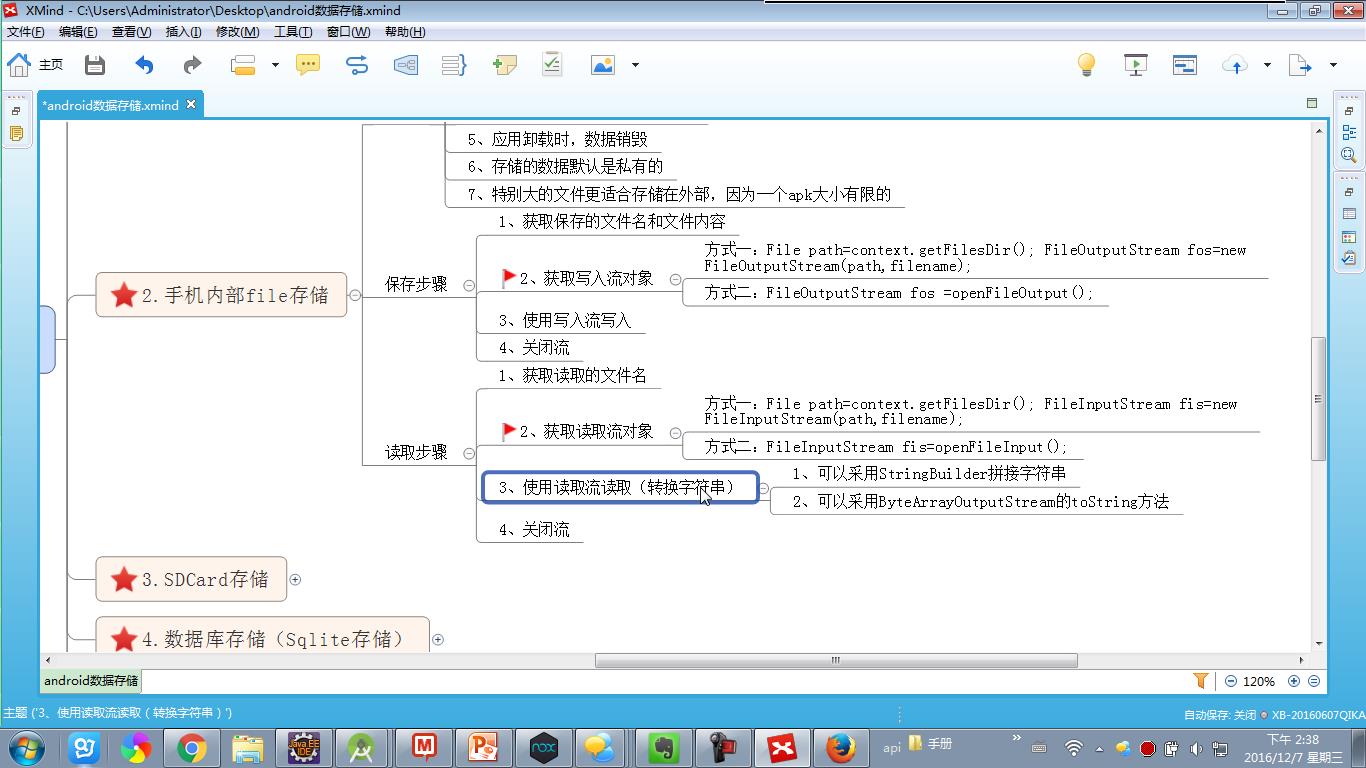 XMind - C:\Users\Administrator\Desktop\android数据存储.xmind
文件(F) 编辑(E) 查看(V) 插入(I) 修改(M) 工具(T) 窗口(W) 帮助(H)
主页
*android数据存储.xmind
5、应用卸载时，数据销毁
6、存储的数据默认是私有的
7、特别大的文件更适合存储在外部，因为一个apk大小有限的
2.手机内部file存储
保存步骤
1、获取保存的文件名和文件内容
2、获取写入流对象
方式一：File path=context.getFilesDir(); FileOutputStream fos=new
FileOutputStream(path,filename);
方式二：FileOutputStream fos =openFileOutput();
3、使用写入流写入
4、关闭流
读取步骤
1、获取读取的文件名
2、获取读取流对象
方式一：File path=context.getFilesDir(); FileInputStream fis=new
FileInputStream(path,filename);
方式二：FileInputStream fis=openFileInput();
3、使用读取流读取（转换字符串）
1、可以采用StringBuilder拼接字符串
2、可以采用ByteArrayOutputStream的toString方法
4、关闭流
3.SDCard存储
4.数据库存储（Sqlite存储）
android数据存储
120%
主题 ('3、使用读取流读取（转换字符串）')
自动保存: 关闭
XB-20160607QIKA
Java EE
IDE
nox
api
手册
下午 2:38
2016/12/7 星期三